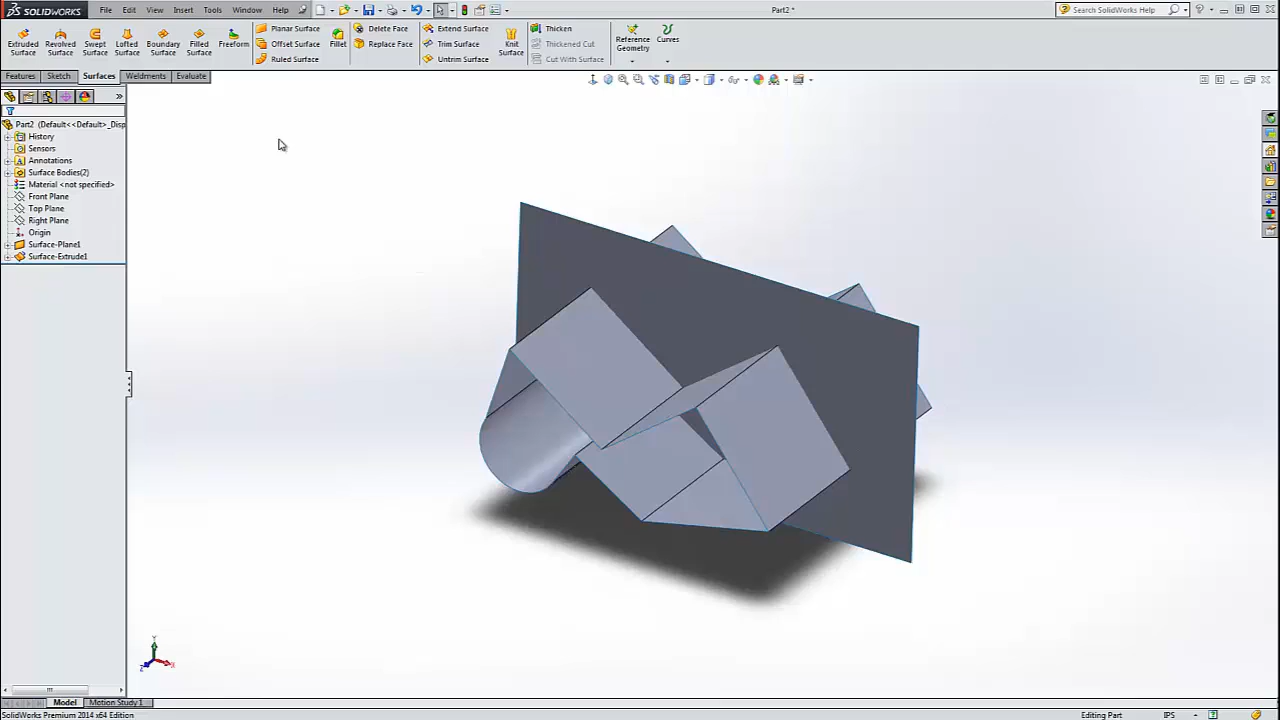 SOLIDWORKS File Edit View Insert Tools Window Help Part2 * Search SolidWorks Help
Extruded Surface Revolved Surface Swept Surface Lofted Surface Boundary Surface Filled Surface Freeform Planar Surface Offset Surface Ruled Surface Fillet Delete Face Replace Face Extend Surface Trim Surface Untrim Surface Knit Surface Thicken Thickened Cut Cut With Surface Reference Geometry Curves
Features Sketch Surfaces Weldments Evaluate
Part2 (Default<<Default>_Disp
History
Sensors
Annotations
Surface Bodies(2)
Material <not specified>
Front Plane
Top Plane
Right Plane
Origin
Surface-Plane1
Surface-Extrude1
Y
Z X
Model Motion Study 1
SolidWorks Premium 2014 x64 Edition Editing Part IPS